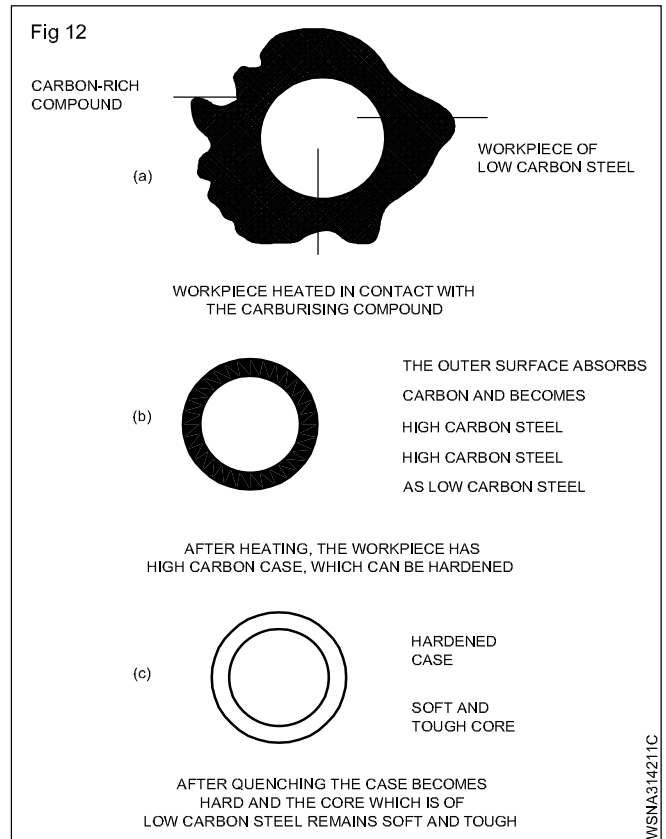 Fig 12
CARBON-RICH
COMPOUND
WORKPIECE OF
LOW CARBON STEEL
(a)
WORKPIECE HEATED IN CONTACT WITH
THE CARBURISING COMPOUND
THE OUTER SURFACE ABSORBS
CARBON AND BECOMES
(b)
HIGH CARBON STEEL
HIGH CARBON STEEL
AS LOW CARBON STEEL
AFTER HEATING, THE WORKPIECE HAS
HIGH CARBON CASE, WHICH CAN BE HARDENED
HARDENED
CASE
(c)
SOFT AND
TOUGH CORE
AFTER QUENCHING THE CASE BECOMES
HARD AND THE CORE WHICH IS OF
LOW CARBON STEEL REMAINS SOFT AND TOUGH
WSNA314211C